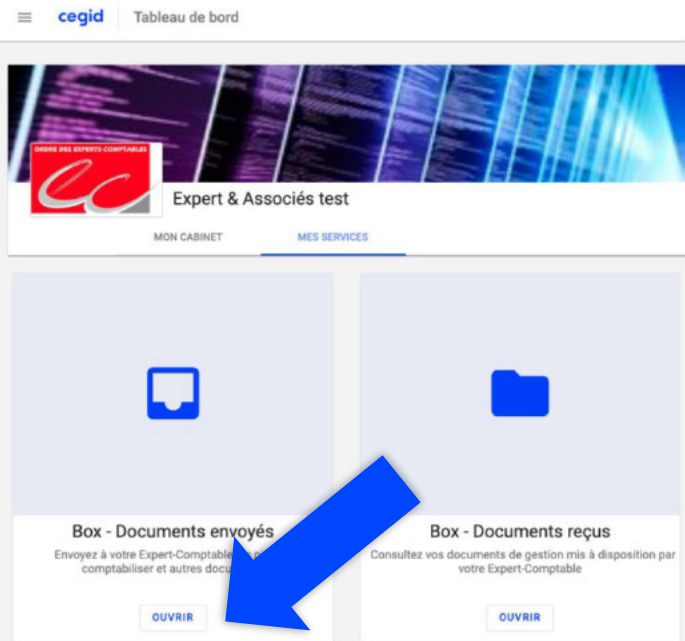 cegid
Tableau de bord
ORDRE DES EXPERTS-COMPTABLES
ec
Expert & Associés test
MON CABINET
MES SERVICES
Box - Documents envoyés
Envoyez à votre Expert-Comptable
comptabiliser et autres
OUVRIR
Box - Documents reçus
Consultez vos documents de gestion mis à disposition par
votre Expert-Comptable
OUVRIR